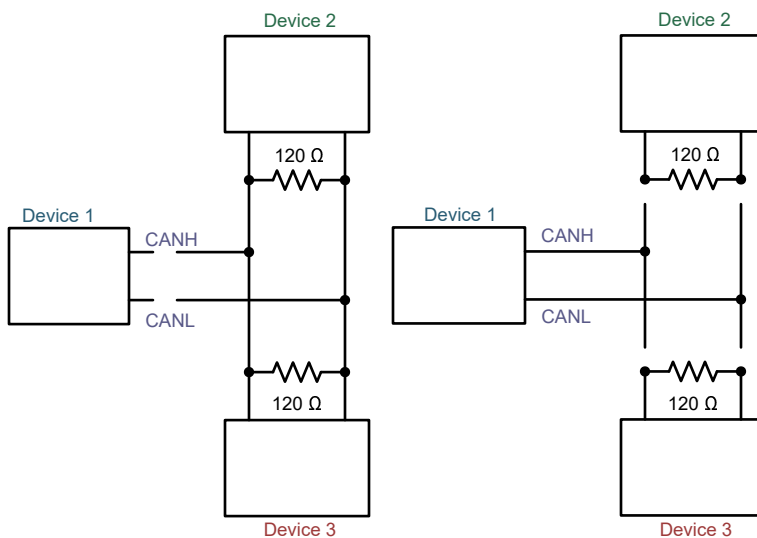 Device 2
120 Ω
Device 1
CANH
CANL
120 Ω
Device 3
Device 2
120 Ω
Device 1
CANH
CANL
120 Ω
Device 3